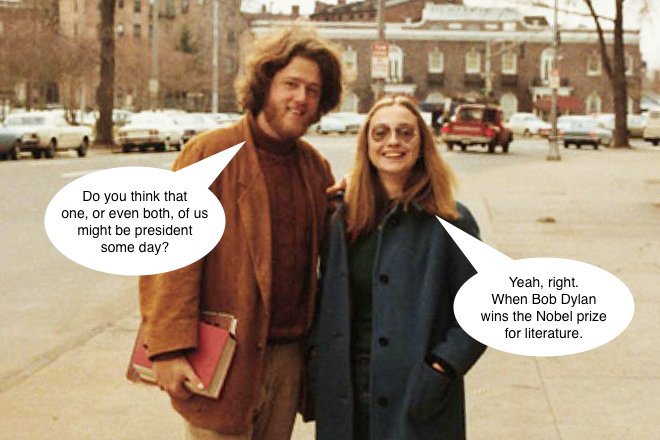 Do you think that
one, or even both, of us
might be president
some day?
Yeah, right.
When Bob Dylan
wins the Nobel prize
for literature.